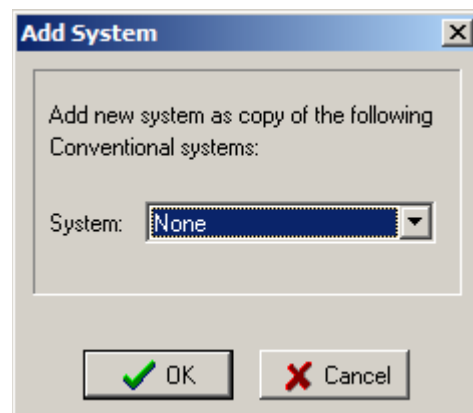 Add System
Add new system as copy of the following
Conventional systems:
System: None
OK Cancel